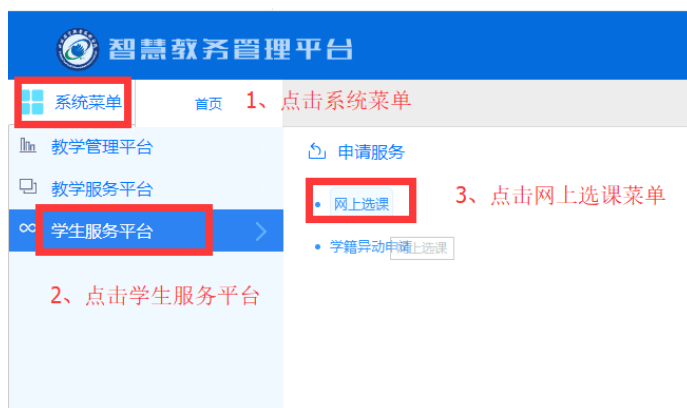 智慧教务管理平台
系统菜单 首页 1、点击系统菜单
教学管理平台
教学服务平台
学生服务平台
2、点击学生服务平台
申请服务
网上选课
3、点击网上选课菜单
学籍异动申请
网上选课